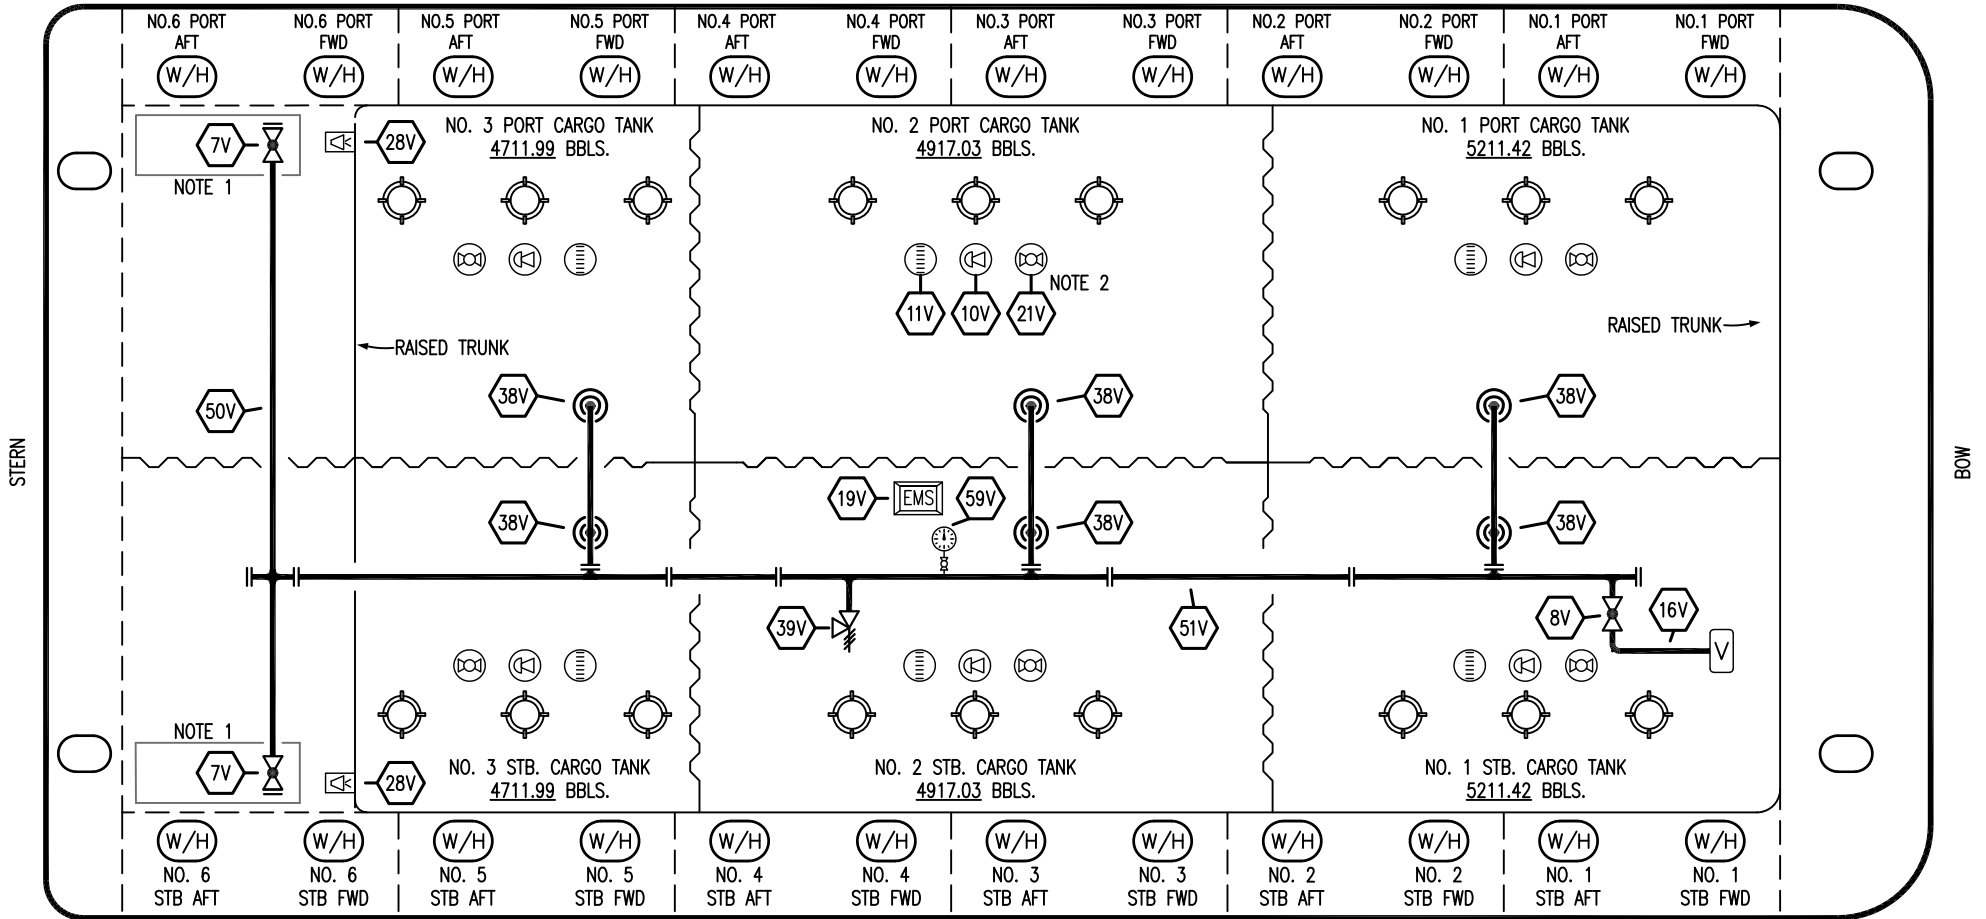 NO.6 PORT AFT
NO.6 PORT FWD
NO.5 PORT AFT
NO.5 PORT FWD
NO.4 PORT AFT
NO.4 PORT FWD
NO.3 PORT AFT
NO.3 PORT FWD
NO.2 PORT AFT
NO.2 PORT FWD
NO.1 PORT AFT
NO.1 PORT FWD
W/H
W/H
W/H
W/H
W/H
W/H
W/H
W/H
W/H
W/H
W/H
W/H
7V
NOTE 1
28V
NO. 3 PORT CARGO TANK
4711.99 BBLS.
NO. 2 PORT CARGO TANK
4917.03 BBLS.
NO. 1 PORT CARGO TANK
5211.42 BBLS.
11V
10V
21V
NOTE 2
RAISED TRUNK
RAISED TRUNK
50V
38V
38V
38V
STERN
BOW
19V
EMS
59V
38V
38V
38V
39V
51V
8V
16V
V
NOTE 1
7V
28V
NO. 3 STB. CARGO TANK
4711.99 BBLS.
NO. 2 STB. CARGO TANK
4917.03 BBLS.
NO. 1 STB. CARGO TANK
5211.42 BBLS.
W/H
W/H
W/H
W/H
W/H
W/H
W/H
W/H
W/H
W/H
W/H
W/H
NO. 6 STB AFT
NO. 6 STB FWD
NO. 5 STB AFT
NO. 5 STB FWD
NO. 4 STB AFT
NO. 4 STB FWD
NO. 3 STB AFT
NO. 3 STB FWD
NO. 2 STB AFT
NO. 2 STB FWD
NO. 1 STB AFT
NO. 1 STB FWD